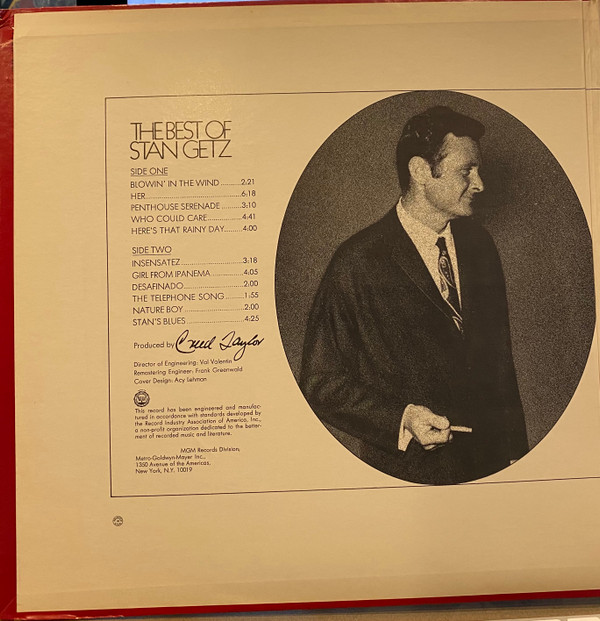 THE BEST OF
STAN GETZ
SIDE ONE
BLOWIN' IN THE WIND..........2:21
HER..............................................6:18
PENTHOUSE SERENADE.......3:10
WHO COULD CARE................4:41
HERE'S THAT RAINY DAY........4:00
SIDE TWO
INSENSATEZ...........................3:18
GIRL FROM IPANEMA.............4:05
DESAFINADO..........................2:00
THE TELEPHONE SONG........1:55
NATURE BOY..........................2:00
STAN'S BLUES.........................4:25
Produced by Creed Taylor
Director of Engineering: Val Valentin
Remastering Engineer: Frank Greenwald
Cover Design: Acy Lehman
This record has been engineered and manufac-
tured in accordance with standards developed by
the Record Industry Association of America, Inc.,
a non-profit organization dedicated to the better-
ment of recorded music and literature.
MGM Records Division,
Metro-Goldwyn-Mayer Inc.,
1350 Avenue of the Americas,
New York, N.Y. 10019